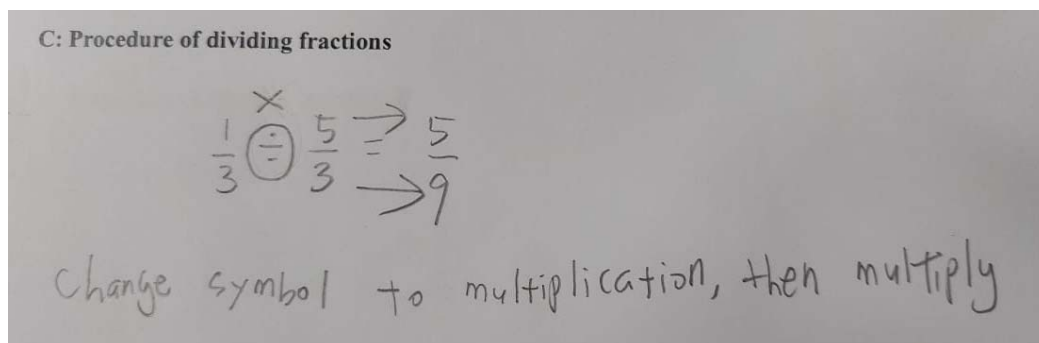 C: Procedure of dividing fractions
×
1/3 ÷ 5/3 = 5/9
Change symbol to multiplication, then multiply